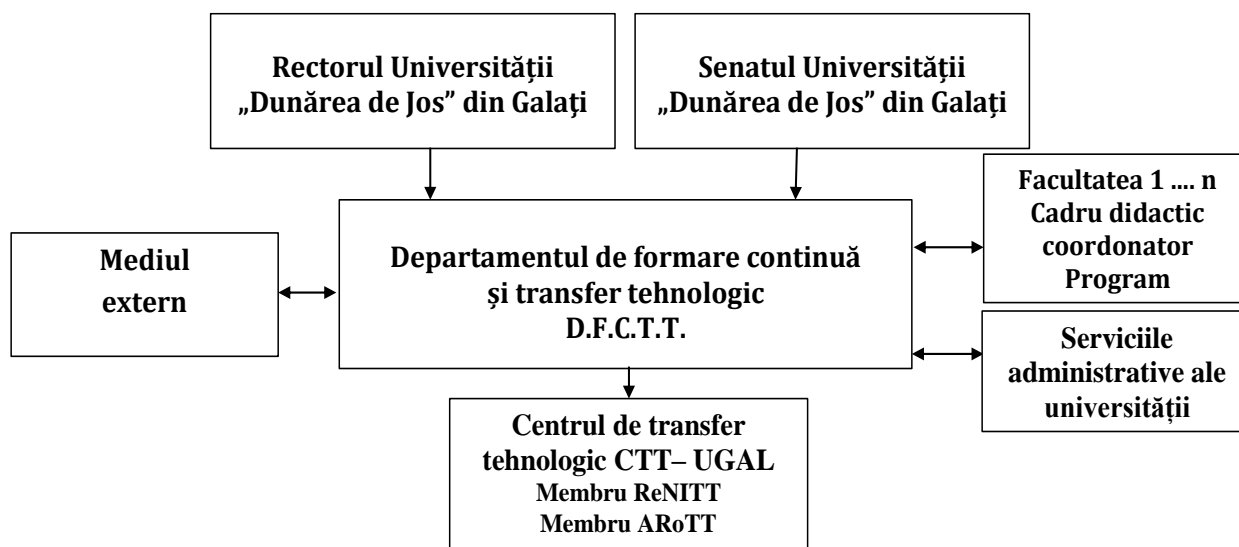 Rectorul Universității
„Dunărea de Jos” din Galați
Senatul Universității
„Dunărea de Jos” din Galați
Facultatea 1 .... n
Cadru didactic
coordonator
Program
Mediul
extern
Departamentul de formare continuă
și transfer tehnologic
D.F.C.T.T.
Serviciile
administrative ale
universității
Centrul de transfer
tehnologic CTT– UGAL
Membru ReNITT
Membru ARoTT